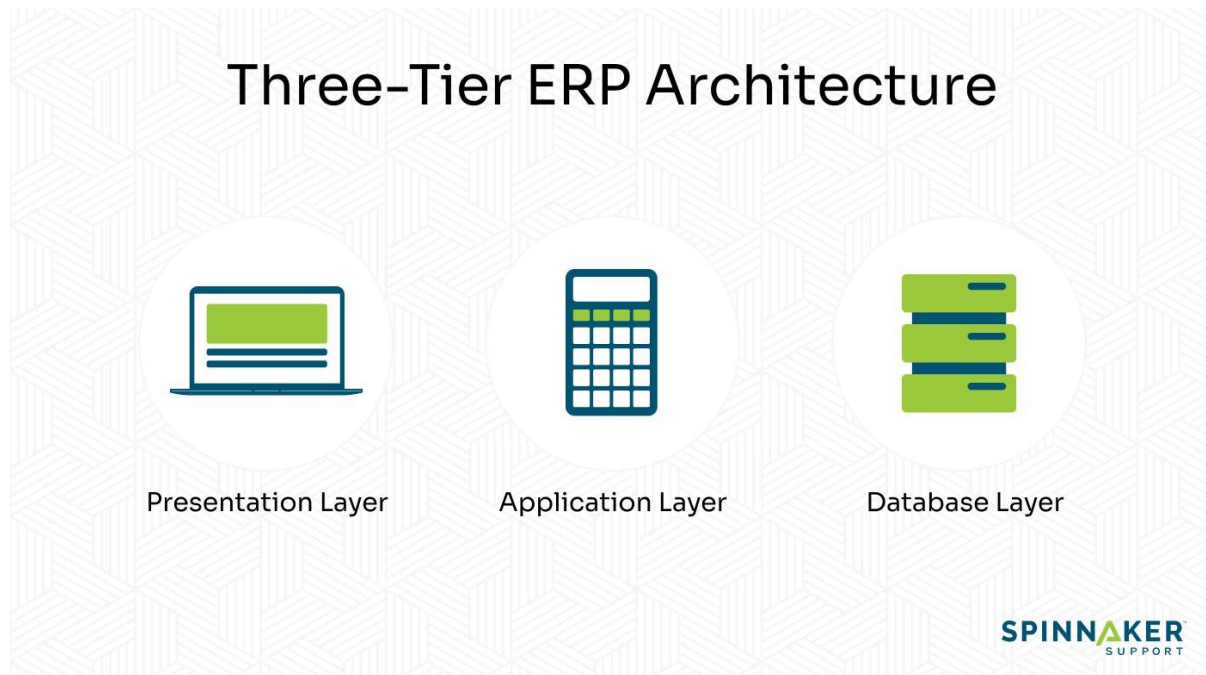 Three-Tier ERP Architecture
Presentation Layer
Application Layer
Database Layer
SPINNAKER
SUPPORT